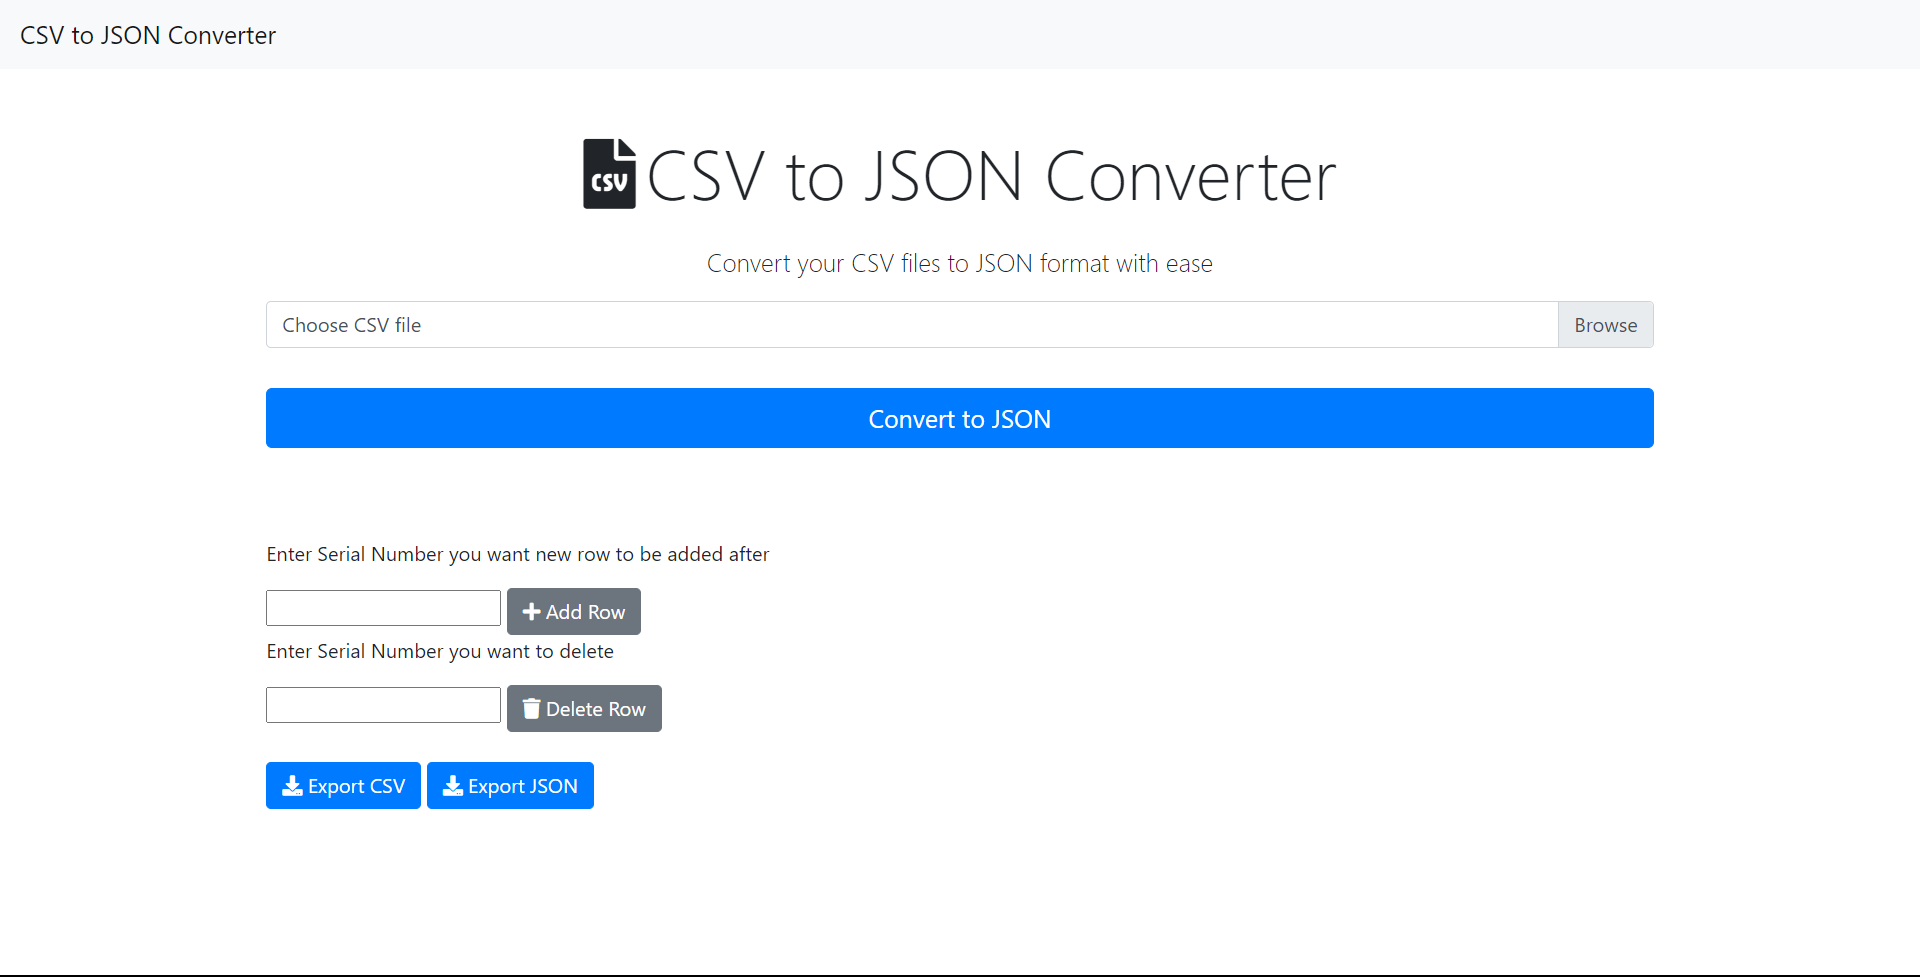 CSV to JSON Converter
CSV CSV to JSON Converter
Convert your CSV files to JSON format with ease
Choose CSV file Browse
Convert to JSON
Enter Serial Number you want new row to be added after
Add Row
Enter Serial Number you want to delete
Delete Row
Export CSV Export JSON